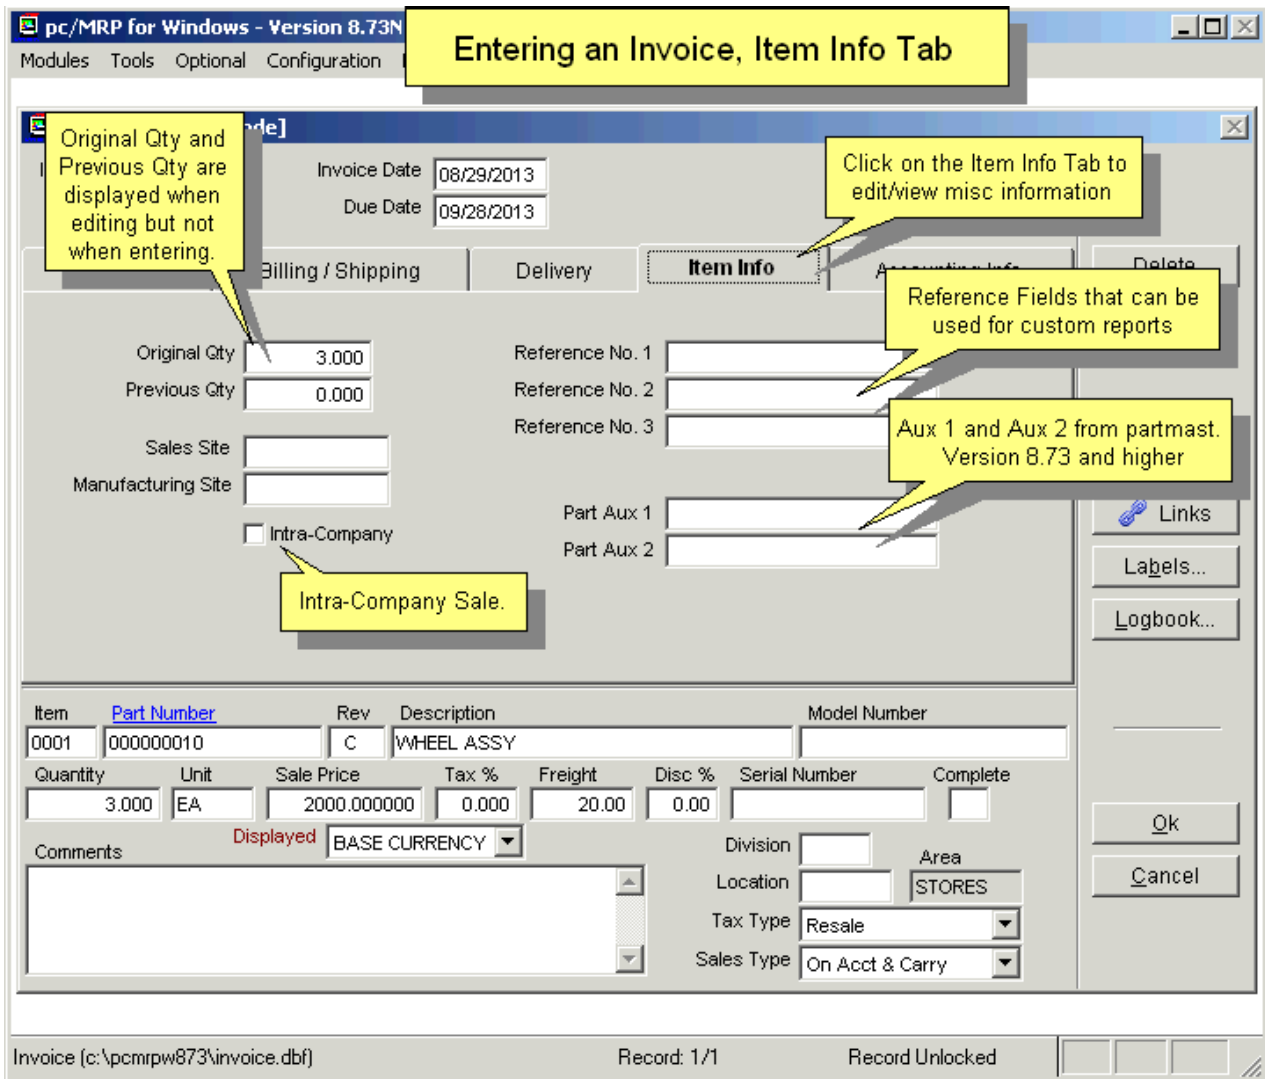 pc/MRP for Windows - Version 8.73N
Entering an Invoice, Item Info Tab
Modules Tools Optional Configuration
de]
Original Qty and
Previous Qty are
displayed when
editing but not
when entering.
Invoice Date 08/29/2013
Due Date 09/28/2013
Click on the Item Info Tab to
edit/view misc information
Billing / Shipping Delivery Item Info Accounting Info Delete
Reference Fields that can be
used for custom reports
Original Qty 3.000 Reference No. 1
Previous Qty 0.000 Reference No. 2
Reference No. 3
Aux 1 and Aux 2 from partmast.
Version 8.73 and higher
Sales Site
Manufacturing Site
Part Aux 1
Links
Intra-Company
Part Aux 2
Labels...
Intra-Company Sale.
Logbook...
Item Part Number Rev Description Model Number
0001 000000010 C WHEEL ASSY
Quantity Unit Sale Price Tax % Freight Disc % Serial Number Complete
3.000 EA 2000.000000 0.000 20.00 0.00
Displayed BASE CURRENCY
Ok
Comments
Division
Area
Location STORES
Cancel
Tax Type Resale
Sales Type On Acct & Carry
Invoice (c:\pcmrpw873\invoice.dbf) Record: 1/1 Record Unlocked